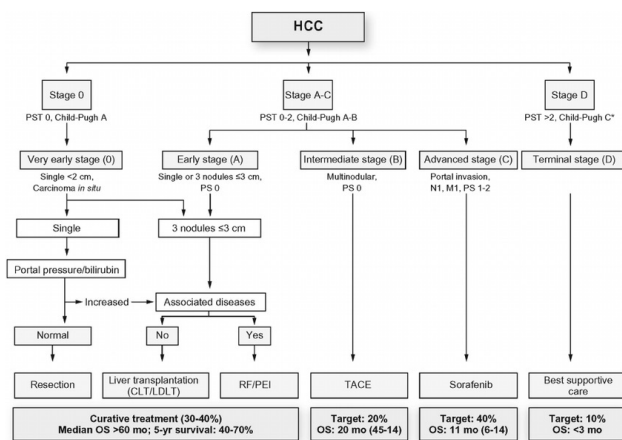 HCC
Stage 0
PST 0, Child-Pugh A
Stage A-C
PST 0-2, Child-Pugh A-B
Stage D
PST >2, Child-Pugh C*
Very early stage (0)
Single <2 cm,
Carcinoma in situ
Early stage (A)
Single or 3 nodules ≤3 cm,
PS 0
Intermediate stage (B)
Multinodular,
PS 0
Advanced stage (C)
Portal invasion,
N1, M1, PS 1-2
Terminal stage (D)
Single
3 nodules ≤3 cm
Portal pressure/bilirubin
Increased
Associated diseases
Normal
No
Yes
Resection
Liver transplantation
(CLT/LDLT)
RF/PEI
TACE
Sorafenib
Best supportive
care
Curative treatment (30-40%)
Median OS >60 mo; 5-yr survival: 40-70%
Target: 20%
OS: 20 mo (45-14)
Target: 40%
OS: 11 mo (6-14)
Target: 10%
OS: <3 mo